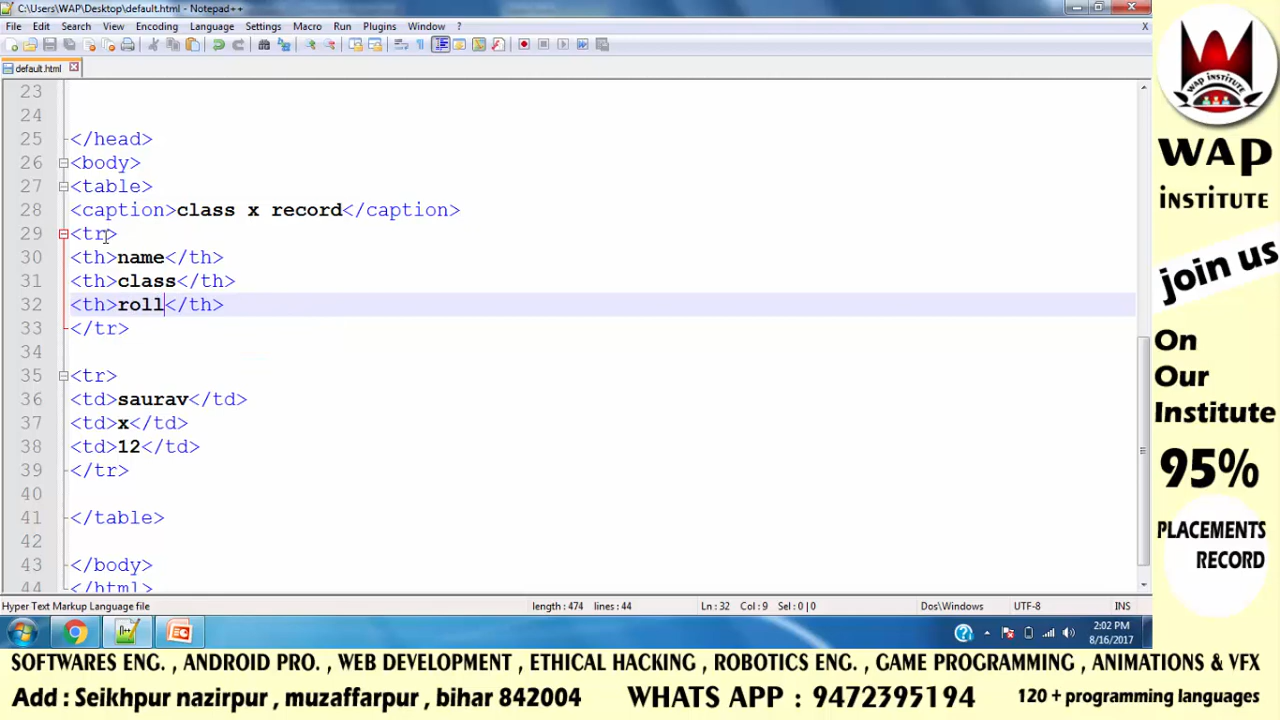 C:\Users\WAP\Desktop\default.html - Notepad++
File Edit Search View Encoding Language Settings Macro Run Plugins Window ? X
default.html
23
24
25 </head>
26 <body>
27 <table>
28 <caption>class x record</caption>
29 <tr>
30 <th>name</th>
31 <th>class</th>
32 <th>roll</th>
33 </tr>
34
35 <tr>
36 <td>saurav</td>
37 <td>x</td>
38 <td>12</td>
39 </tr>
40
41 </table>
42
43 </body>
44 </html>
Hyper Text Markup Language file length : 474 lines : 44 Ln : 32 Col : 9 Sel : 0 | 0 Dos\Windows UTF-8 INS
2:02 PM
8/16/2017
WAP INSTITUTE
WAP
INSTITUTE
join us
On
Our
Institute
95%
PLACEMENTS
RECORD
SOFTWARES ENG. , ANDROID PRO. , WEB DEVELOPMENT , ETHICAL HACKING , ROBOTICS ENG. , GAME PROGRAMMING , ANIMATIONS & VFX
Add : Seikhpur nazirpur , muzaffarpur , bihar 842004 WHATS APP : 9472395194 120 + programming languages